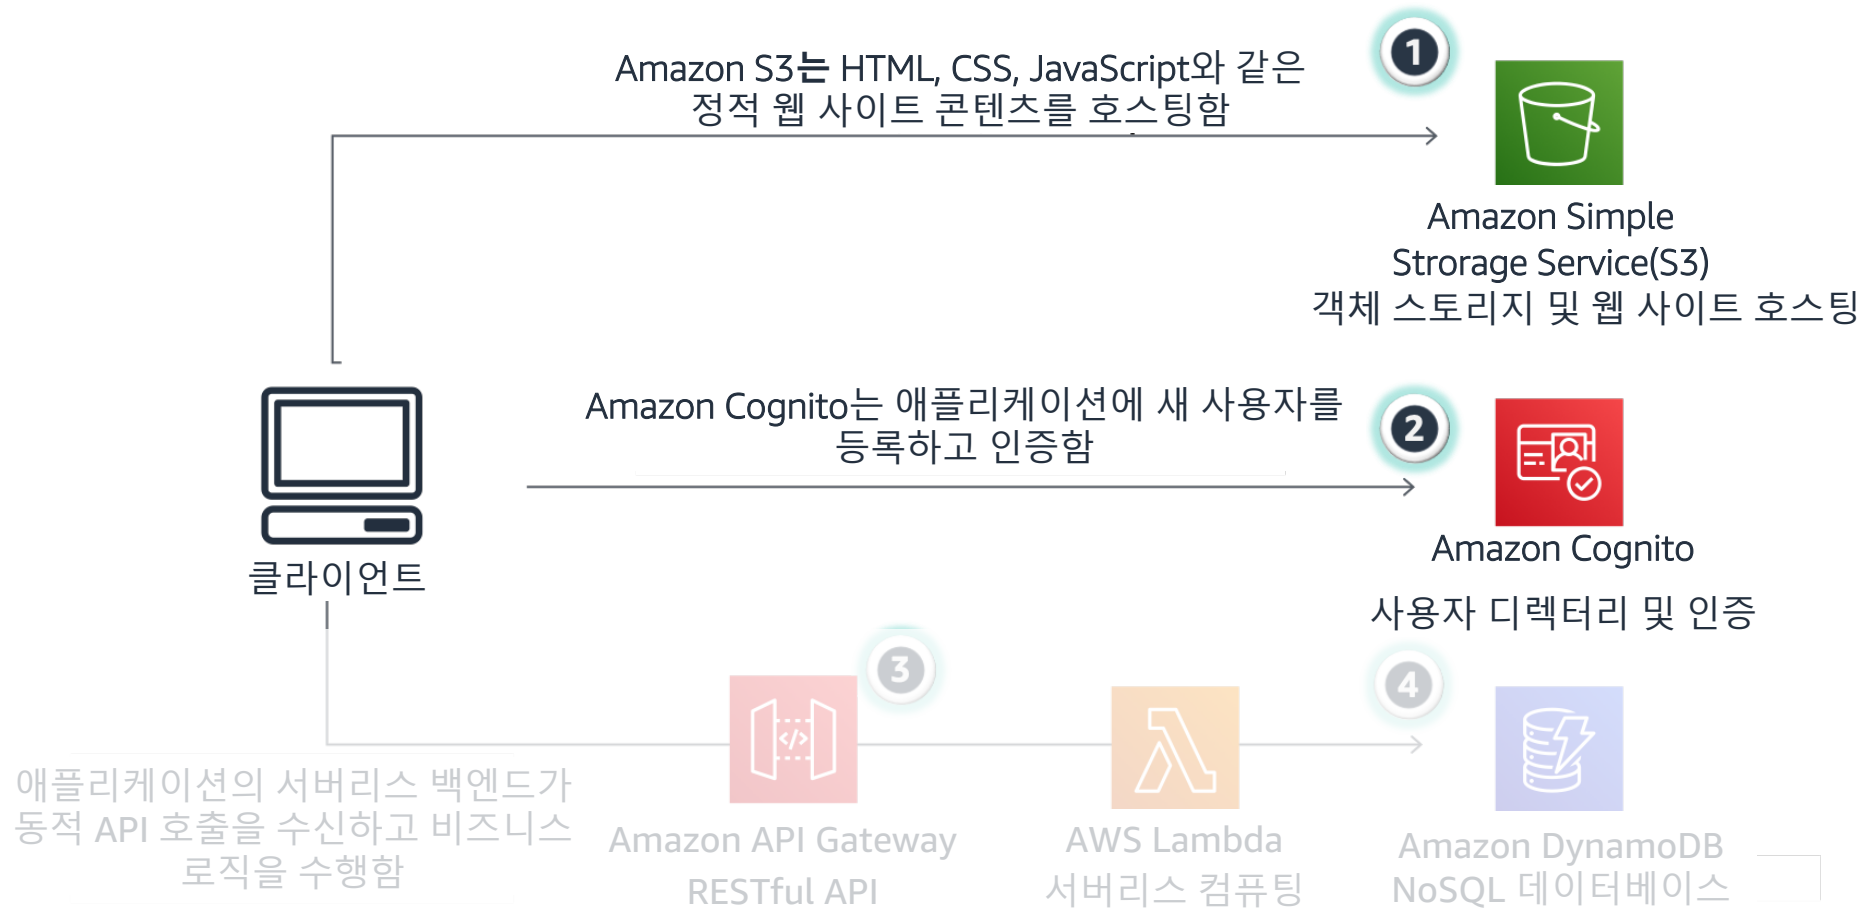 1
Amazon S3는 HTML, CSS, JavaScript와 같은
정적 웹 사이트 콘텐츠를 호스팅함
Amazon Simple
Strorage Service(S3)
객체 스토리지 및 웹 사이트 호스팅
Amazon Cognito는 애플리케이션에 새 사용자를
등록하고 인증함
2
Amazon Cognito
사용자 디렉터리 및 인증
클라이언트
3
4
애플리케이션의 서버리스 백엔드가
동적 API 호출을 수신하고 비즈니스
로직을 수행함
</>
Amazon API Gateway
RESTful API
AWS Lambda
서버리스 컴퓨팅
Amazon DynamoDB
NoSQL 데이터베이스